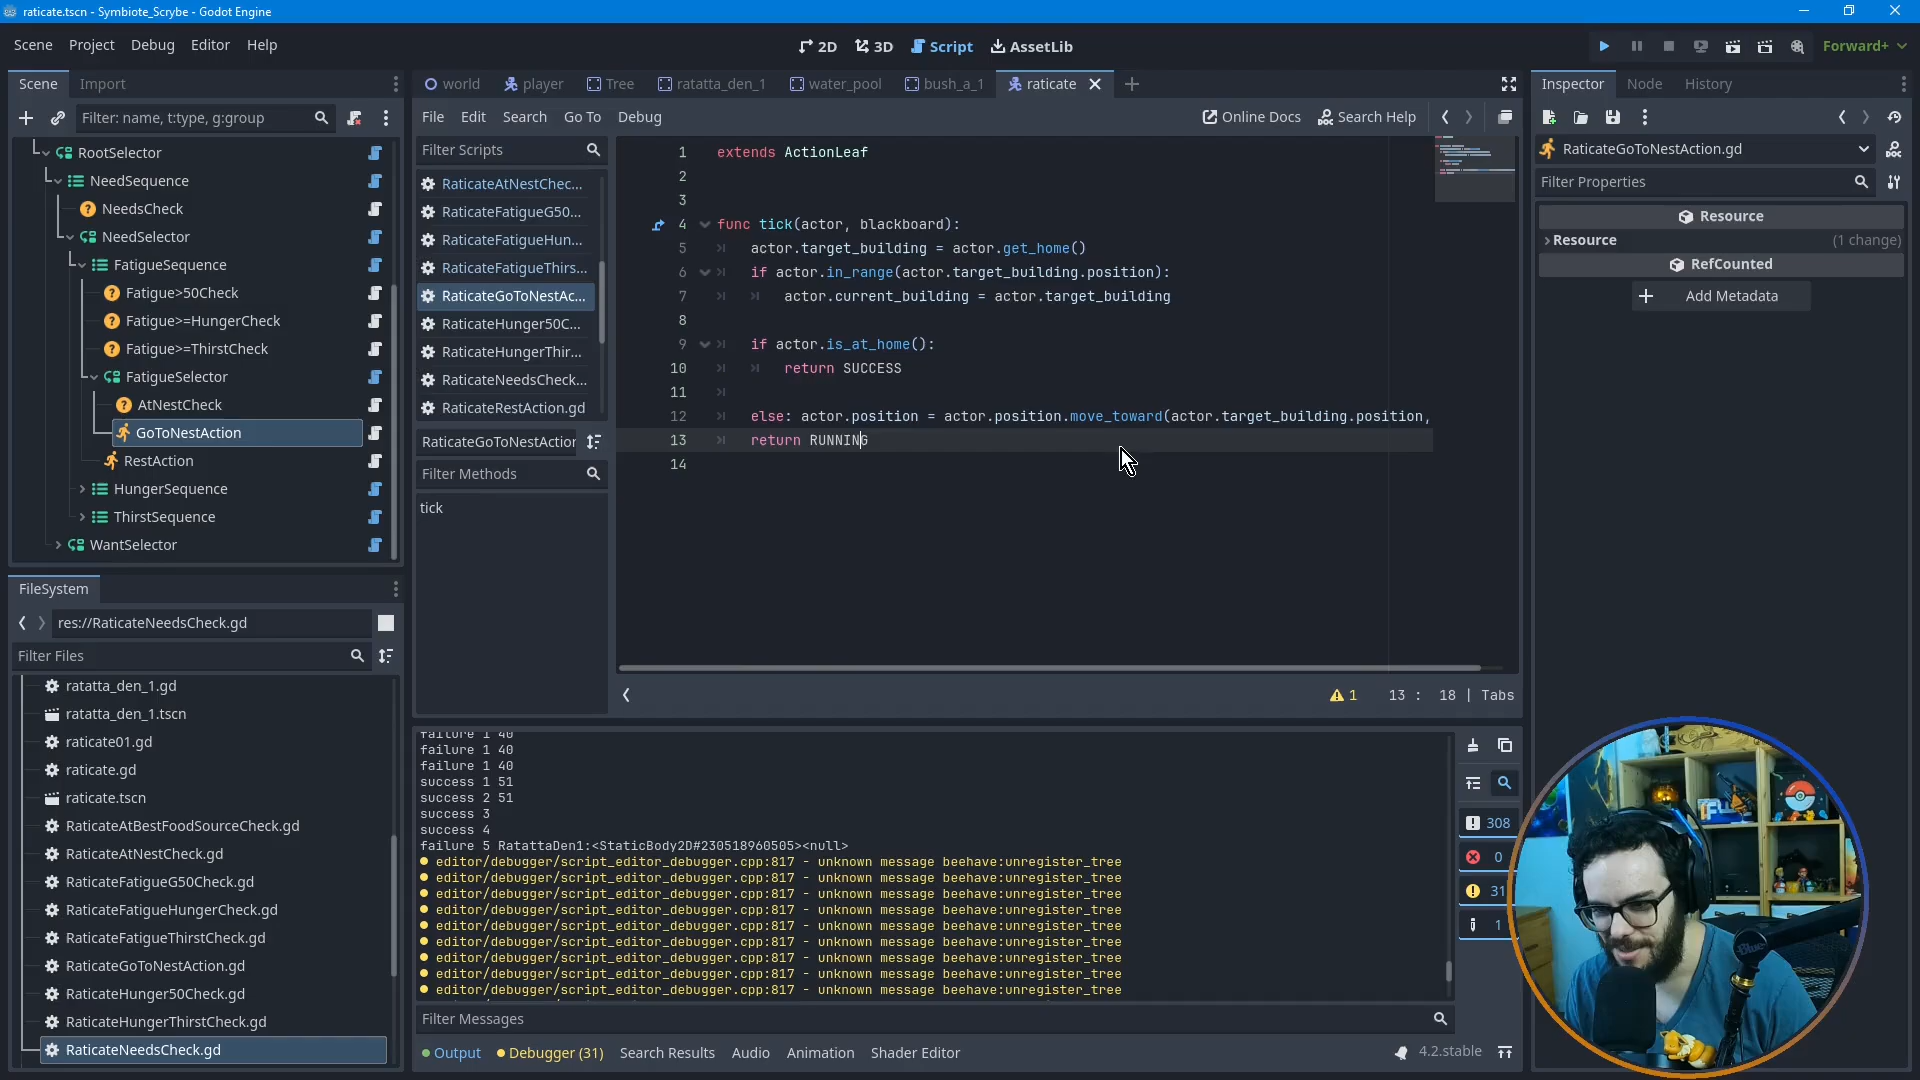 raticate.tscn - Symbiote_Scrybe - Godot Engine
Scene Project Debug Editor Help
2D 3D Script AssetLib
Forward+
Scene Import
Filter: name, t:type, g:group
RootSelector
NeedSequence
NeedsCheck
NeedSelector
FatigueSequence
Fatigue>50Check
Fatigue>=HungerCheck
Fatigue>=ThirstCheck
FatigueSelector
AtNestCheck
GoToNestAction
RestAction
HungerSequence
ThirstSequence
WantSelector
FileSystem
res://RaticateNeedsCheck.gd
Filter Files
ratatta_den_1.gd
ratatta_den_1.tscn
raticate01.gd
raticate.gd
raticate.tscn
RaticateAtBestFoodSourceCheck.gd
RaticateAtNestCheck.gd
RaticateFatigueG50Check.gd
RaticateFatigueHungerCheck.gd
RaticateFatigueThirstCheck.gd
RaticateGoToNestAction.gd
RaticateHunger50Check.gd
RaticateHungerThirstCheck.gd
RaticateNeedsCheck.gd
world player Tree ratatta_den_1 water_pool bush_a_1 raticate
File Edit Search Go To Debug
Online Docs Search Help
Filter Scripts
RaticateAtNestChec...
RaticateFatigueG50...
RaticateFatigueHun...
RaticateFatigueThirs...
RaticateGoToNestAc...
RaticateHunger50C...
RaticateHungerThir...
RaticateNeedsCheck...
RaticateRestAction.gd
RaticateGoToNestAction
Filter Methods
tick
1 extends ActionLeaf
2
3
4 func tick(actor, blackboard):
5 actor.target_building = actor.get_home()
6 if actor.in_range(actor.target_building.position):
7 actor.current_building = actor.target_building
8
9 if actor.is_at_home():
10 return SUCCESS
11
12 else: actor.position = actor.position.move_toward(actor.target_building.position,
13 return RUNNING
14
1 13 : 18 | Tabs
failure 1 40
failure 1 40
failure 1 40
success 1 51
success 2 51
success 3
success 4
failure 5 RatattaDen1:<StaticBody2D#230518960505><null>
editor/debugger/script_editor_debugger.cpp:817 - unknown message beehave:unregister_tree
editor/debugger/script_editor_debugger.cpp:817 - unknown message beehave:unregister_tree
editor/debugger/script_editor_debugger.cpp:817 - unknown message beehave:unregister_tree
editor/debugger/script_editor_debugger.cpp:817 - unknown message beehave:unregister_tree
editor/debugger/script_editor_debugger.cpp:817 - unknown message beehave:unregister_tree
editor/debugger/script_editor_debugger.cpp:817 - unknown message beehave:unregister_tree
editor/debugger/script_editor_debugger.cpp:817 - unknown message beehave:unregister_tree
editor/debugger/script_editor_debugger.cpp:817 - unknown message beehave:unregister_tree
editor/debugger/script_editor_debugger.cpp:817 - unknown message beehave:unregister_tree
308
0
31
1
Filter Messages
Output Debugger (31) Search Results Audio Animation Shader Editor
4.2.stable
Inspector Node History
RaticateGoToNestAction.gd
Filter Properties
Resource
Resource (1 change)
RefCounted
Add Metadata
Blue